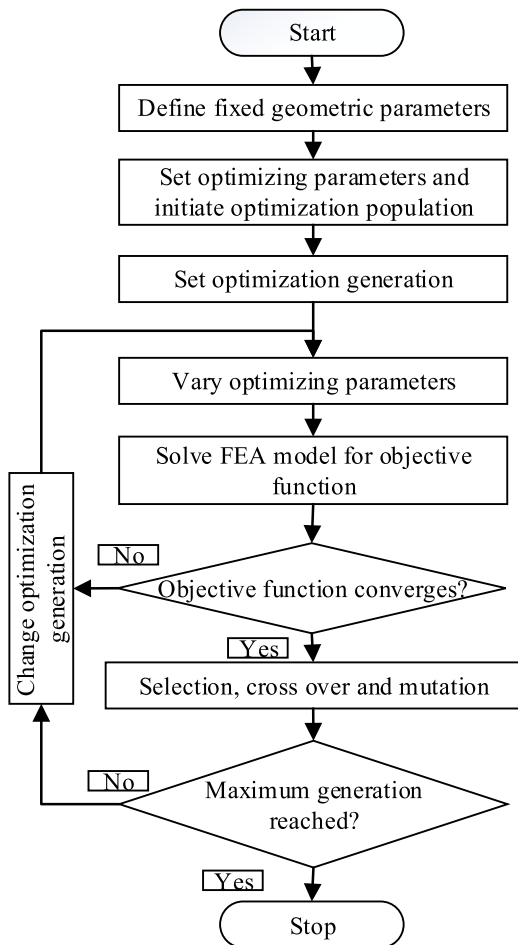 Start
Define fixed geometric parameters
Set optimizing parameters and
initiate optimization population
Set optimization generation
Vary optimizing parameters
Solve FEA model for objective
function
Change optimization
generation
No
Objective function converges?
Yes
Selection, cross over and mutation
No
Maximum generation
reached?
Yes
Stop